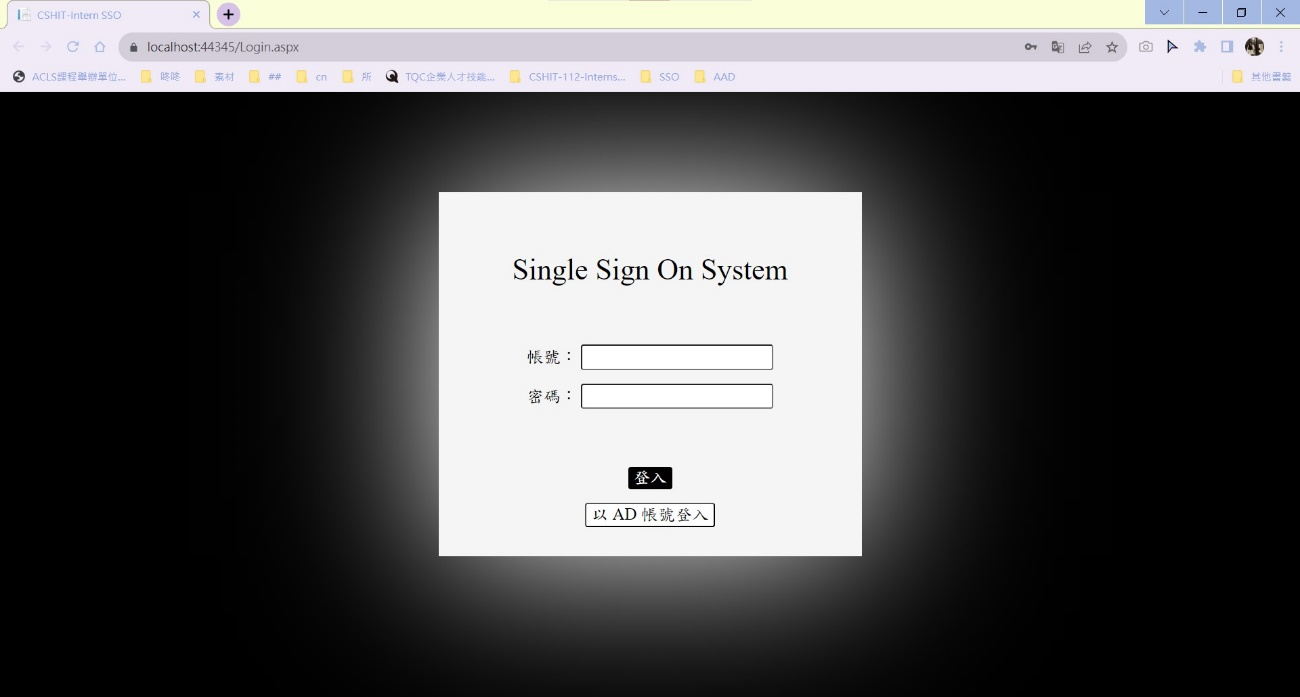 CSHIT-Intern SSO
localhost:44345/Login.aspx
ACLS課程舉辦單位... 咚咚 素材 ## cn 所 TQC企業人才技能... CSHIT-112-Interns... SSO AAD 其他書籤
Single Sign On System
帳號：
密碼：
登入
以 AD 帳號登入